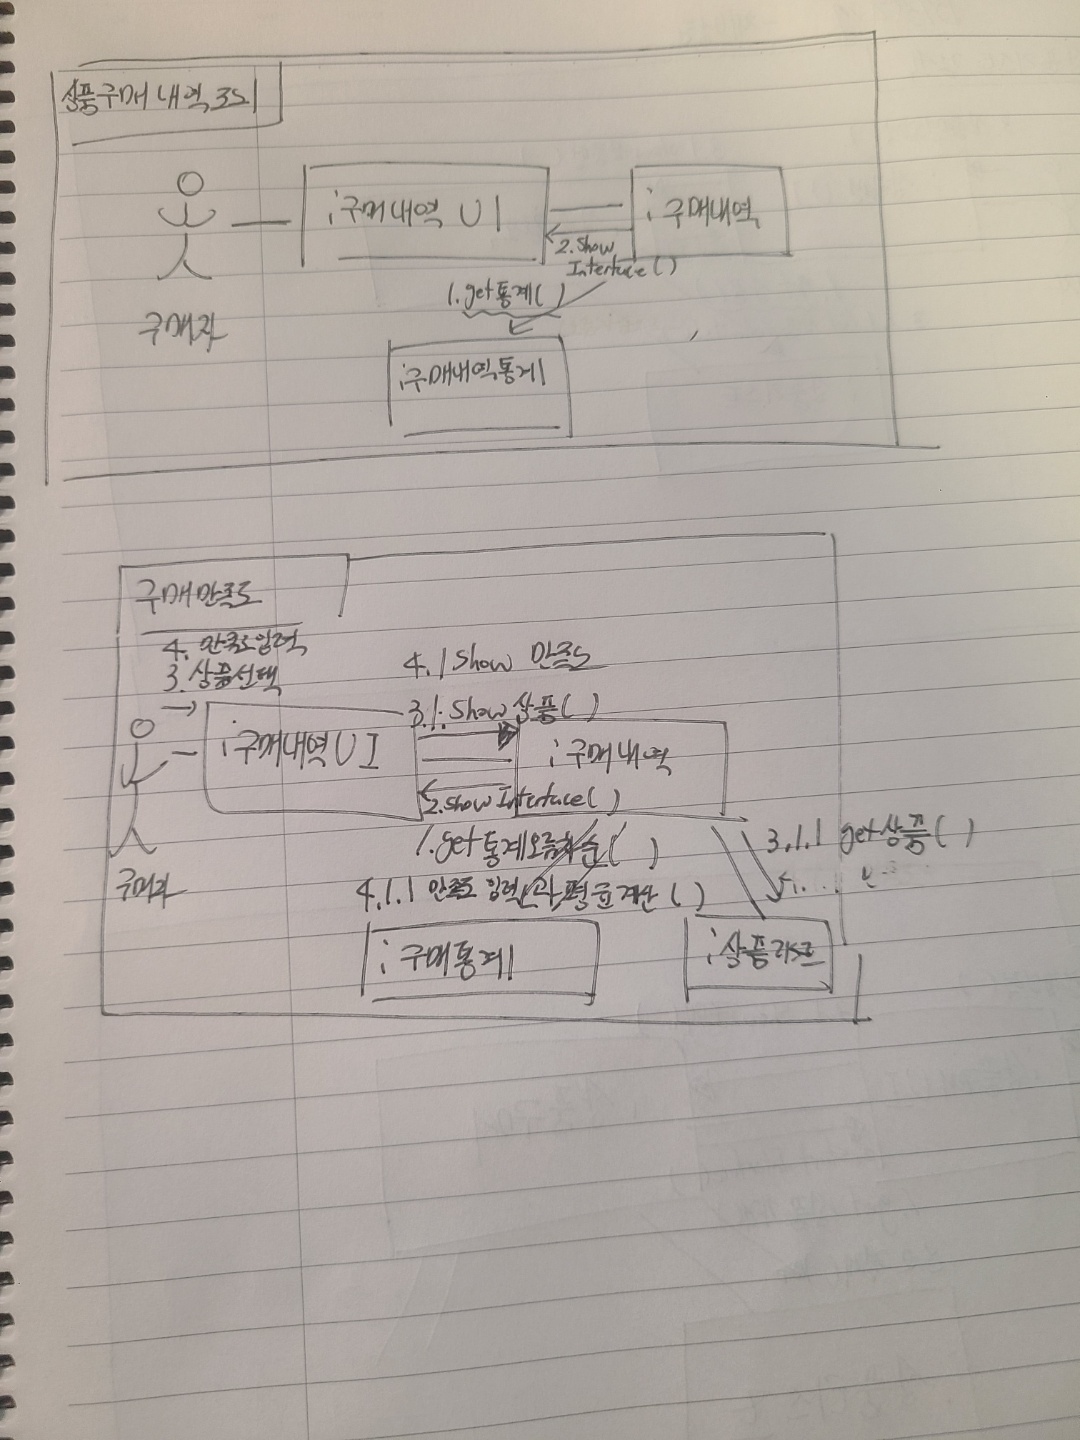 상품구매 내역조회
: 구매내역 UI
: 구매내역
2. Show
Interface( )
1. get통계( )
구매자
: 구매내역통계
구매만족도
4. 만족도입력
3. 상품선택
4.1 Show 만족도
3.1. Show 상품( )
: 구매내역 UI
: 구매내역
2. show Interface( )
1. get 통계오름차순( )
3.1.1 get상품( )
구매자
4.1.1 만족도 입력 과 평균계산( )
: 구매통계
: 상품리스트